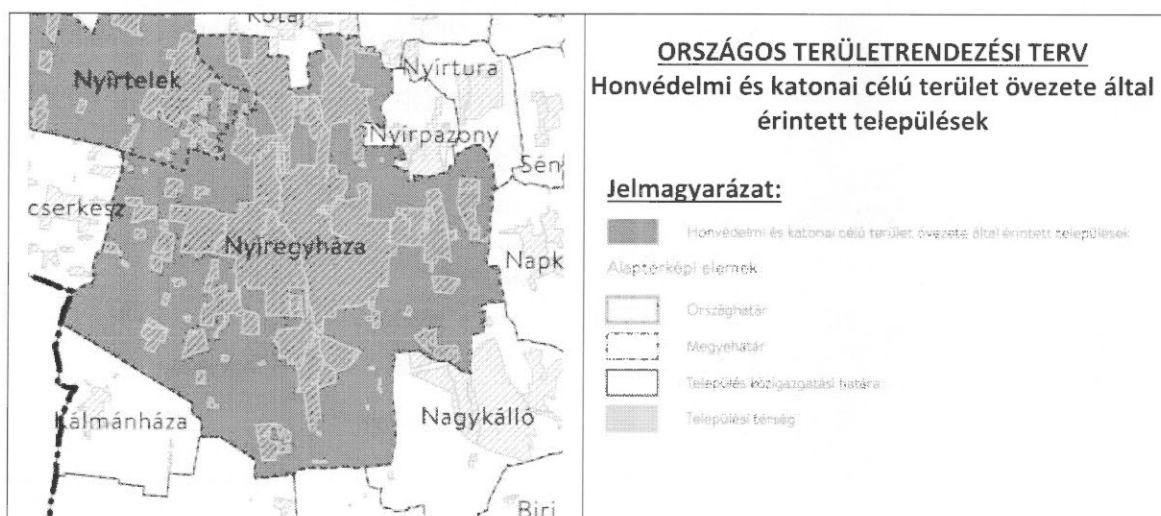 Kótaj
Nyírtelek
Nyírtura
Nyírpazony
Sén
cserkész
Nyíregyháza
Napk
Kálmánháza
Nagykálló
Biri
ORSZÁGOS TERÜLETRENDEZÉSI TERV
Honvédelmi és katonai célú terület övezete által
érintett települések
Jelmagyarázat:
Honvédelmi és katonai célú terület övezete által érintett települések
Alaptérképi elemek
Országhatár
Megyehatár
Település közigazgatási határa
Települési térség